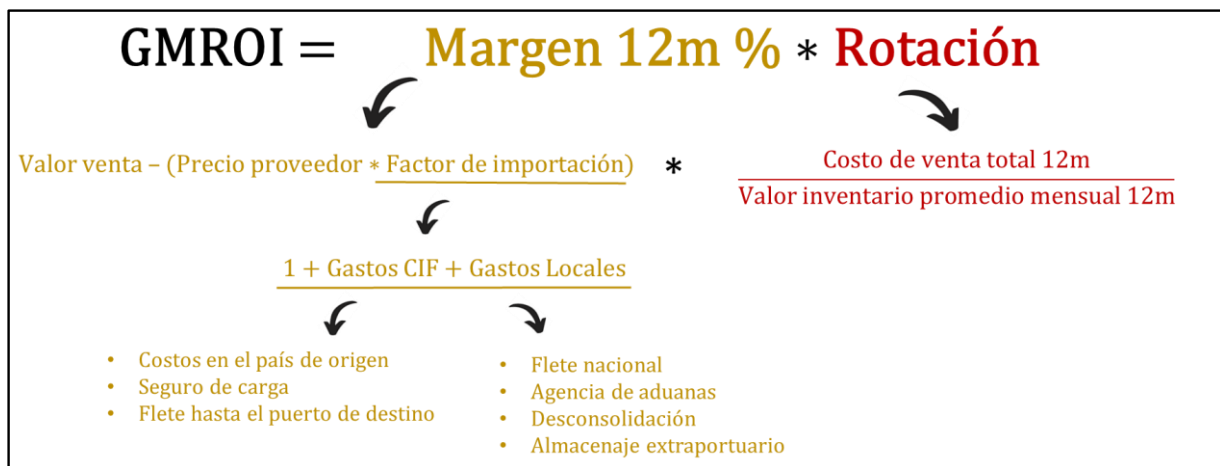 GMROI = Margen 12m % * Rotación
Valor venta – (Precio proveedor * Factor de importación) *
Costo de venta total 12m
Valor inventario promedio mensual 12m
1 + Gastos CIF + Gastos Locales
• Costos en el país de origen
• Seguro de carga
• Flete hasta el puerto de destino
• Flete nacional
• Agencia de aduanas
• Desconsolidación
• Almacenaje extraportuario